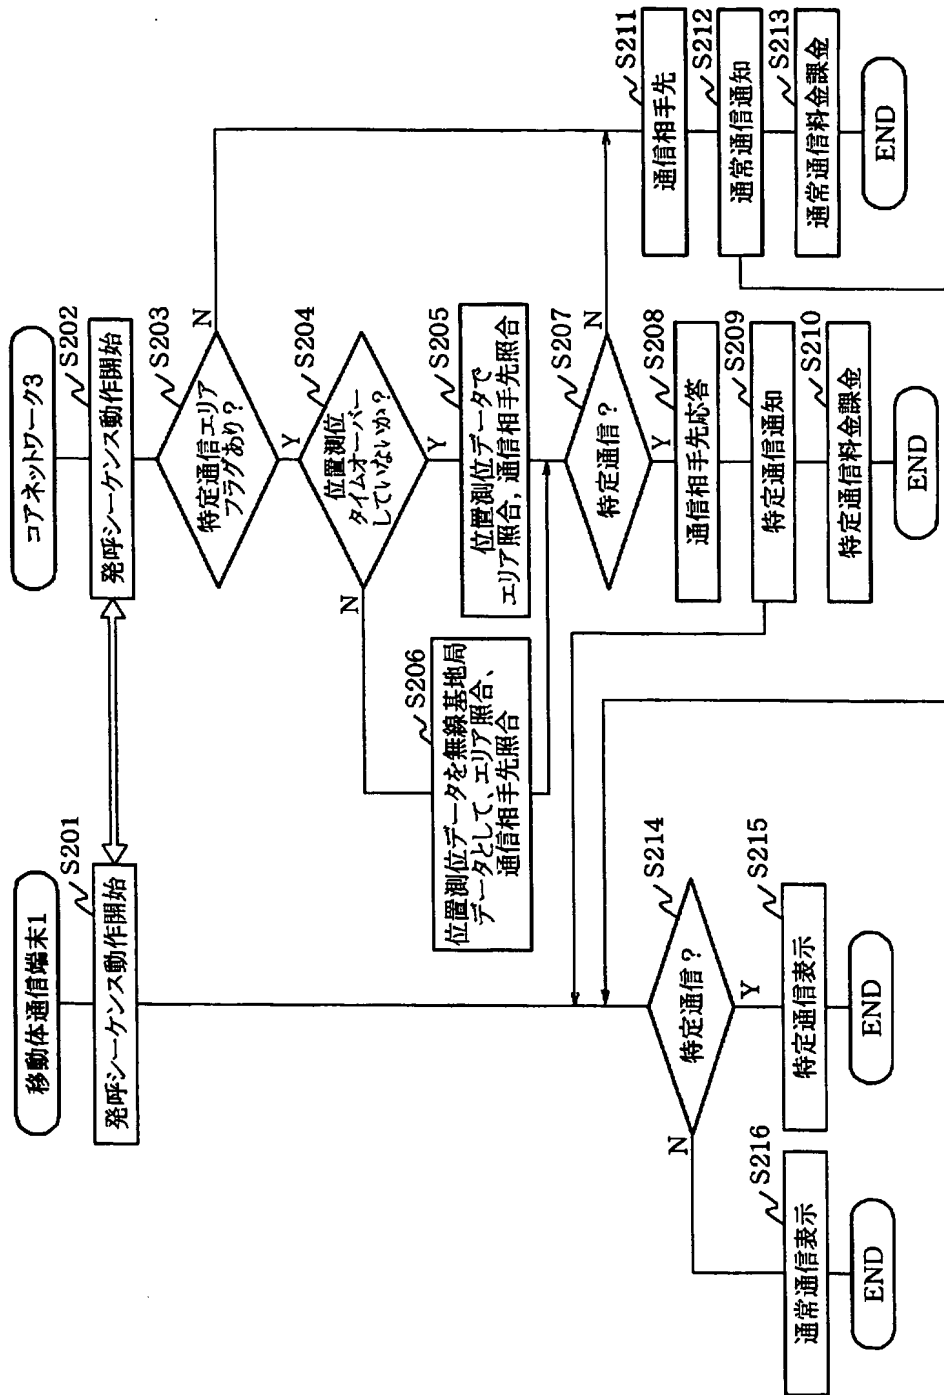 移動体通信端末1
S201
発呼シーケンス動作開始
コアネットワーク3
S202
発呼シーケンス動作開始
S203
特定通信エリア
フラグあり？
N
Y
S204
位置測位
タイムオーバー
していないか？
N
Y
S205
位置測位データで
エリア照合，通信相手先照合
S206
位置測位データを無線基地局
データとして、エリア照合、
通信相手先照合
S207
特定通信？
N
Y
S208
通信相手先応答
S209
特定通信通知
S210
特定通信料金課金
END
S211
通信相手先
S212
通常通信通知
S213
通常通信料金課金
END
S214
特定通信？
N
Y
S215
特定通信表示
END
S216
通常通信表示
END